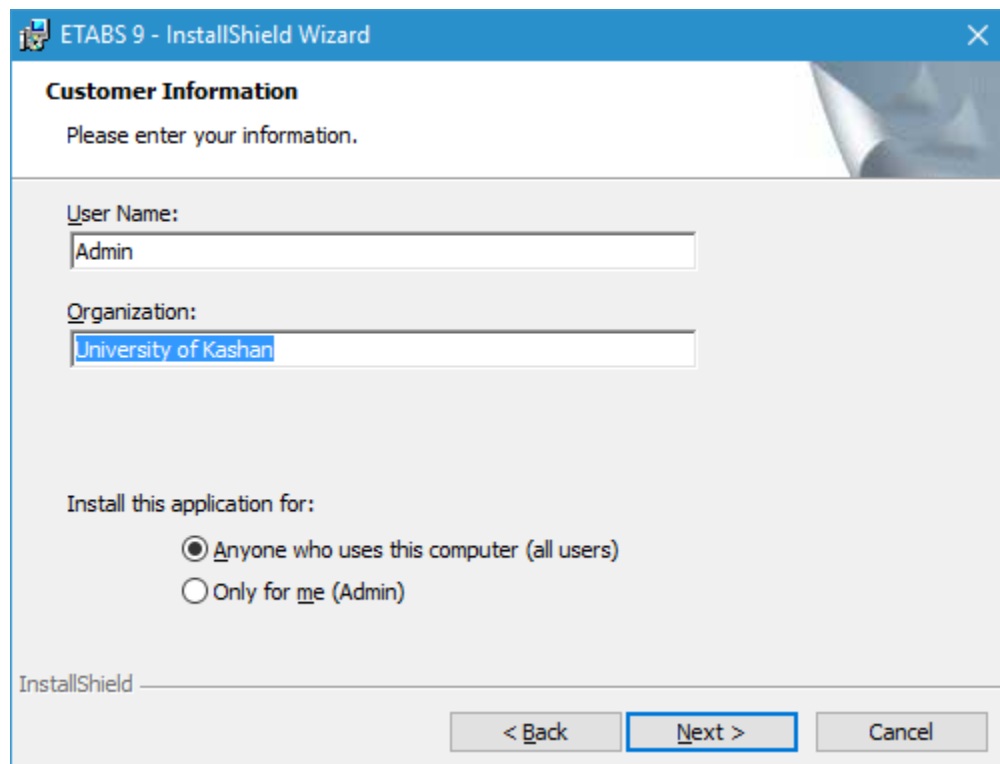 ETABS 9 - InstallShield Wizard
Customer Information
Please enter your information.
User Name:
Admin
Organization:
University of Kashan
Install this application for:
Anyone who uses this computer (all users)
Only for me (Admin)
InstallShield
< Back Next > Cancel